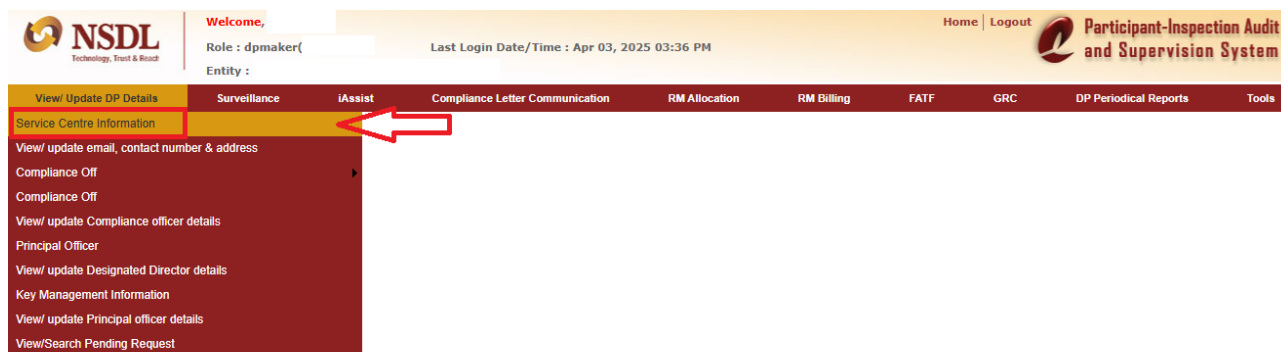 NSDL
Technology, Trust & Reach
Welcome,
Role : dpmaker(
Last Login Date/Time : Apr 03, 2025 03:36 PM
Entity :
Home | Logout
Participant-Inspection Audit
and Supervision System
View/ Update DP Details Surveillance iAssist Compliance Letter Communication RM Allocation RM Billing FATF GRC DP Periodical Reports Tools
Service Centre Information
View/ update email, contact number & address
Compliance Off
Compliance Off
View/ update Compliance officer details
Principal Officer
View/ update Designated Director details
Key Management Information
View/ update Principal officer details
View/Search Pending Request